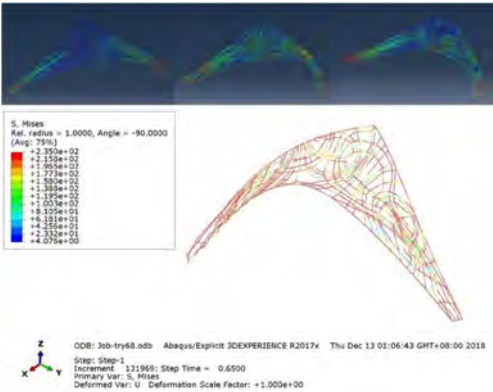 S, Mises
Rel. radius = 1.0000, Angle = -90.0000
(Avg: 75%)
+2.350e+02
+2.158e+02
+1.965e+02
+1.773e+02
+1.580e+02
+1.388e+02
+1.195e+02
+1.003e+02
+8.105e+01
+6.181e+01
+4.256e+01
+2.332e+01
+4.076e+00
Z
X Y
ODB: Job-try68.odb Abaqus/Explicit 3DEXPERIENCE R2017x Thu Dec 13 01:06:43 GMT+08:00 2018
Step: Step-1
Increment 131969: Step Time = 0.6500
Primary Var: S, Mises
Deformed Var: U Deformation Scale Factor: +1.000e+00